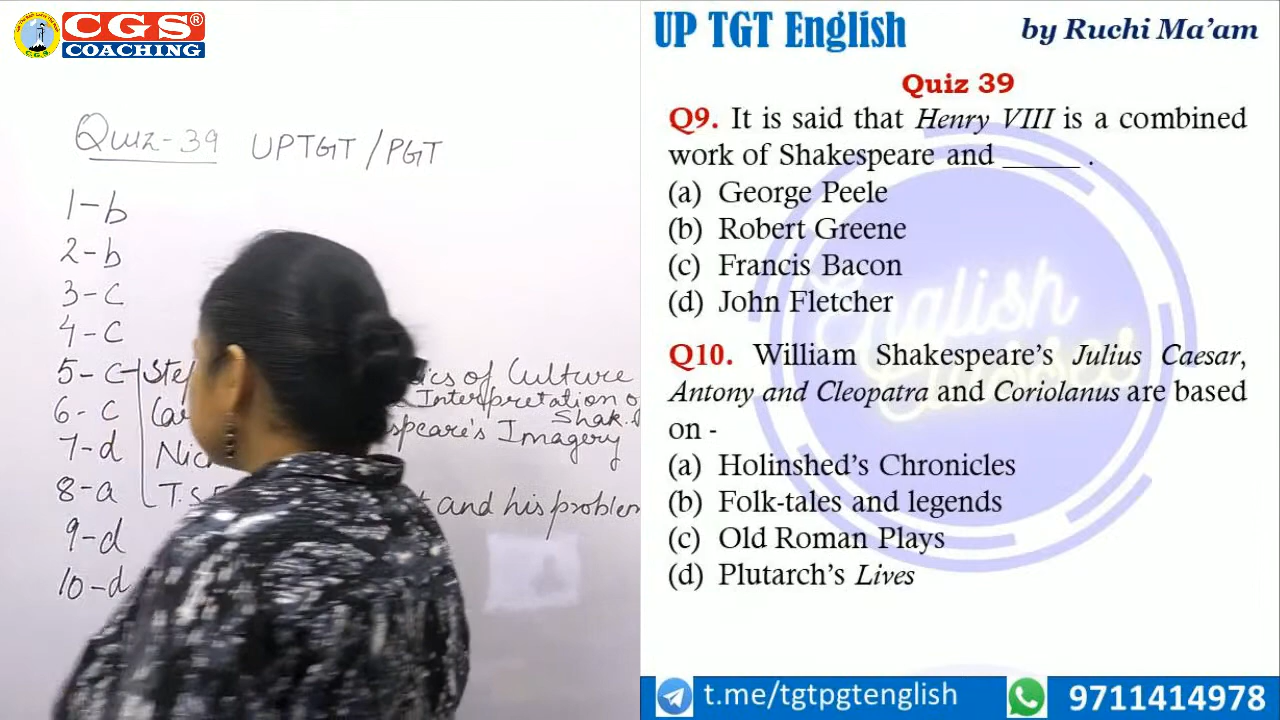 CGS®
COACHING
Quiz-39 UPTGT / PGT
1-b
2-b
3-C
4-C
5-C
of Culture
6-C
Interpretation
Shak.
7-d
Imagery
8-a
T.S.
and his problem
9-d
10-d
UP TGT English
by Ruchi Ma’am
Quiz 39
Q9. It is said that Henry VIII is a combined
work of Shakespeare and _____ .
(a) George Peele
(b) Robert Greene
(c) Francis Bacon
(d) John Fletcher
Q10. William Shakespeare’s Julius Caesar,
Antony and Cleopatra and Coriolanus are based
on -
(a) Holinshed’s Chronicles
(b) Folk-tales and legends
(c) Old Roman Plays
(d) Plutarch’s Lives
English
t.me/tgtpgtenglish
9711414978